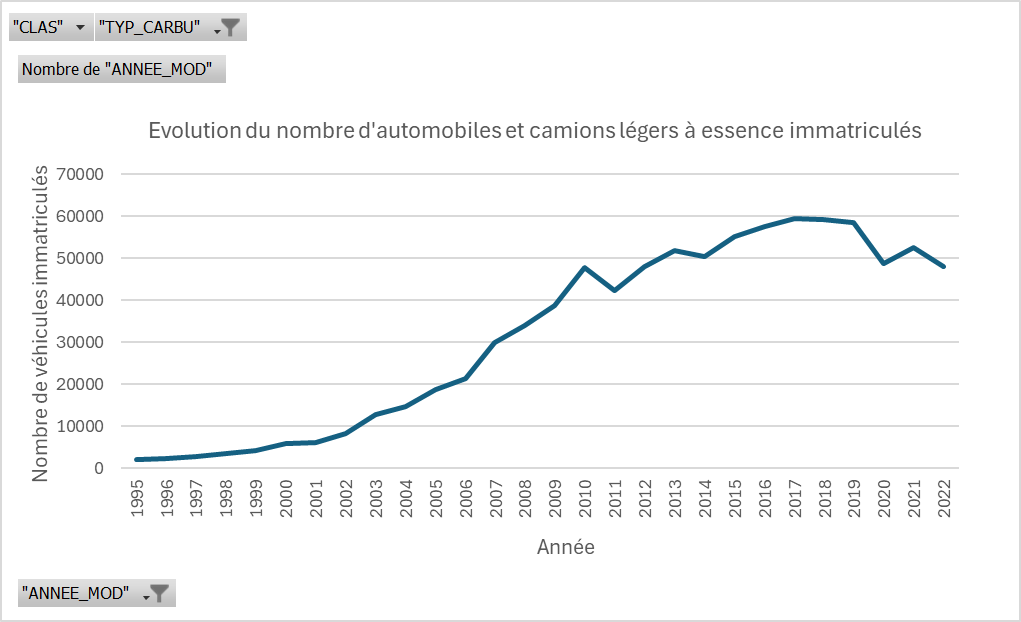 "CLAS" "TYP_CARBU"
Nombre de "ANNEE_MOD"
Evolution du nombre d'automobiles et camions légers à essence immatriculés
Nombre de véhicules immatriculés
70000
60000
50000
40000
30000
20000
10000
0
1995 1996 1997 1998 1999 2000 2001 2002 2003 2004 2005 2006 2007 2008 2009 2010 2011 2012 2013 2014 2015 2016 2017 2018 2019 2020 2021 2022
Année
"ANNEE_MOD"